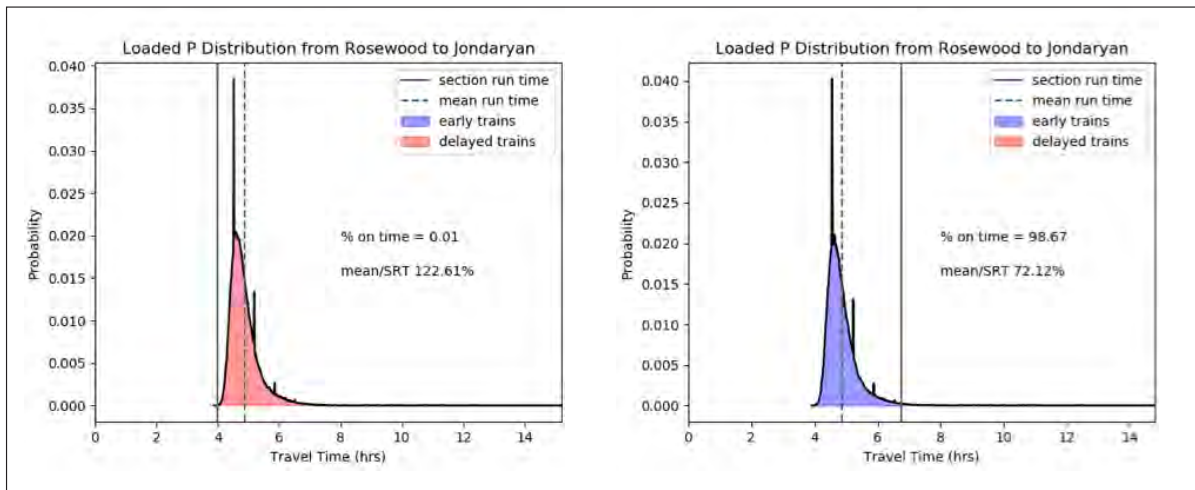 Loaded P Distribution from Rosewood to Jondaryan
0.040
0.035
0.030
0.025
0.020
0.015
0.010
0.005
0.000
Probability
section run time
mean run time
early trains
delayed trains
% on time = 0.01
mean/SRT 122.61%
0 2 4 6 8 10 12 14
Travel Time (hrs)
Loaded P Distribution from Rosewood to Jondaryan
0.040
0.035
0.030
0.025
0.020
0.015
0.010
0.005
0.000
Probability
section run time
mean run time
early trains
delayed trains
% on time = 98.67
mean/SRT 72.12%
0 2 4 6 8 10 12 14
Travel Time (hrs)